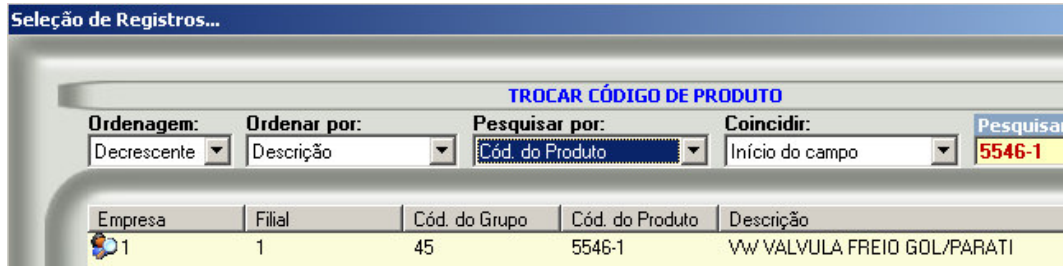 Seleção de Registros...
TROCAR CÓDIGO DE PRODUTO
Ordenagem: Ordenar por: Pesquisar por: Coincidir: Pesquisar
Decrescente Descrição Cód. do Produto Início do campo 5546-1
Empresa Filial Cód. do Grupo Cód. do Produto Descrição
1 1 45 5546-1 VW VALVULA FREIO GOL/PARATI